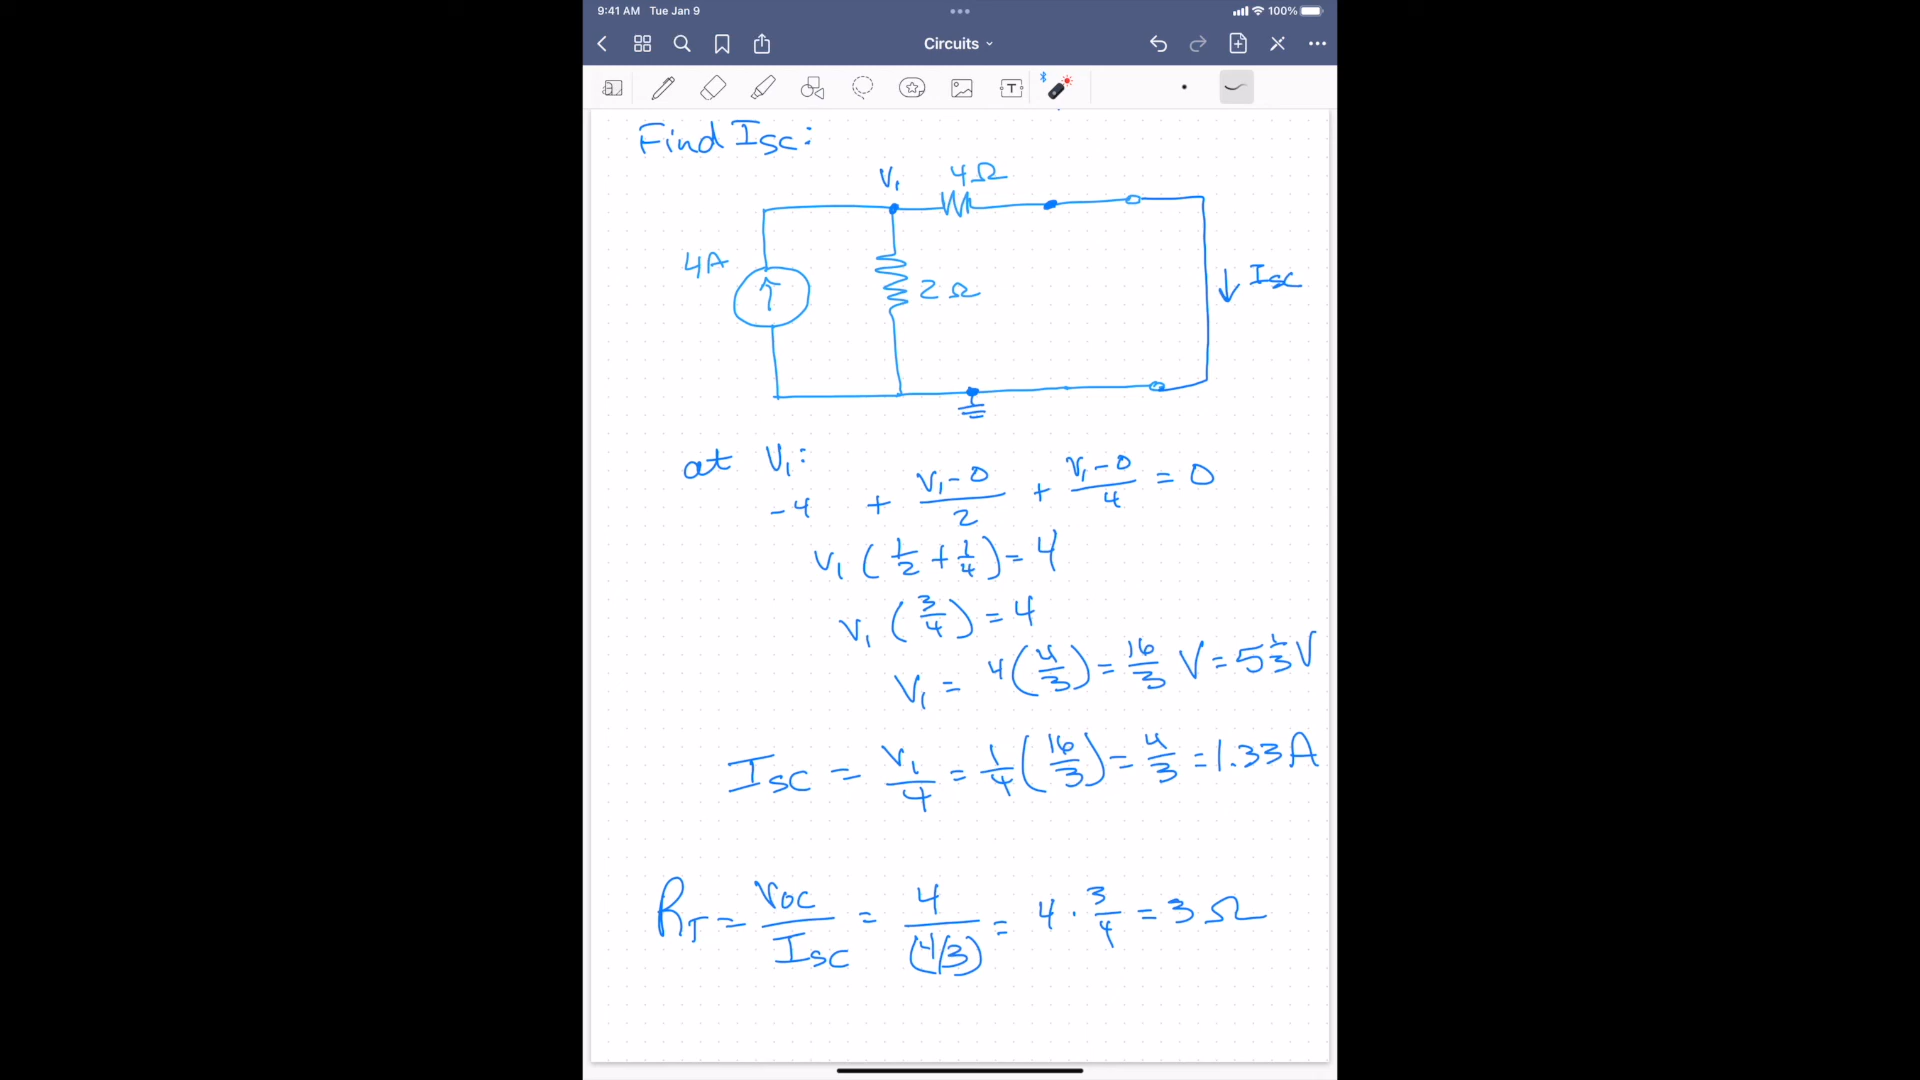 9:41 AM Tue Jan 9
100%
Circuits
T
Find Isc:
V₁ 4Ω
4A
2Ω
↓ Isc
at V₁:
-4 + (V₁-0)/2 + (V₁-0)/4 = 0
V₁ (1/2 + 1/4) = 4
V₁ (3/4) = 4
V₁ = 4(4/3) = 16/3 V = 5 1/3 V
Isc = V₁/4 = 1/4 (16/3) = 4/3 = 1.33A
R_T = Voc/Isc = 4/(4/3) = 4 · 3/4 = 3 Ω